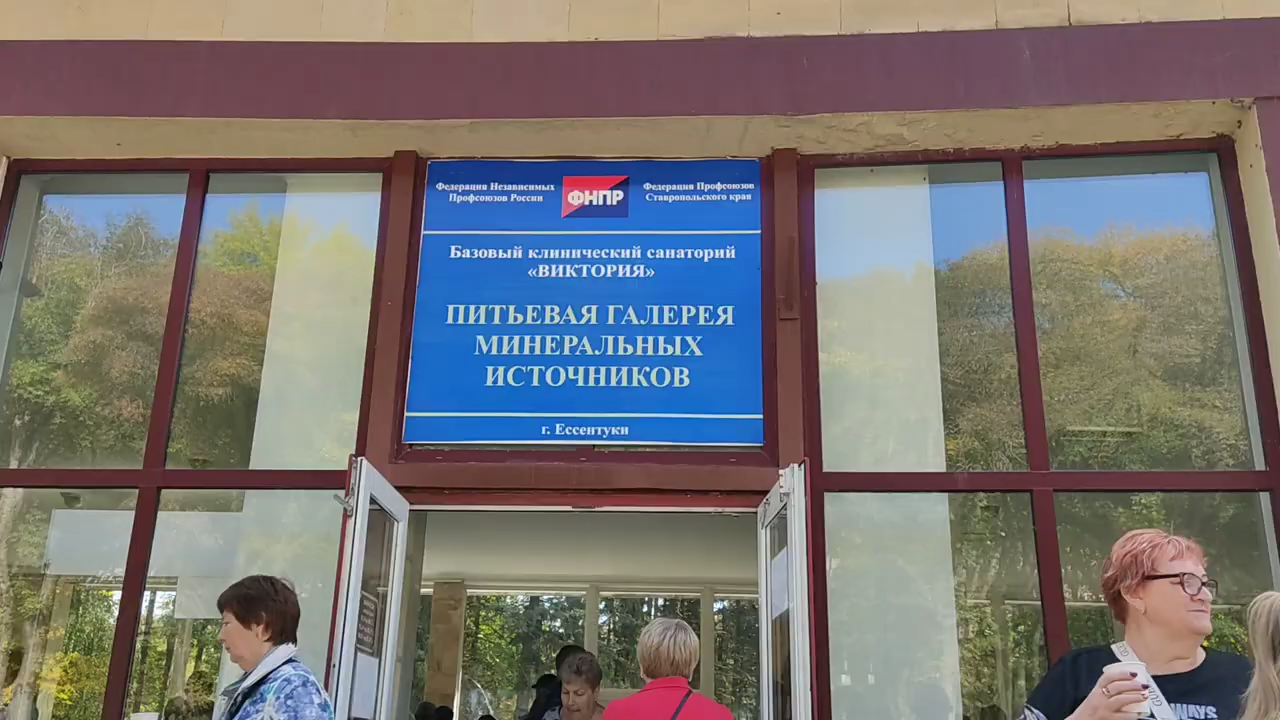 Федерация Независимых
Профсоюзов России
ФНПР
Федерация Профсоюзов
Ставропольского края
Базовый клинический санаторий
«ВИКТОРИЯ»
ПИТЬЕВАЯ ГАЛЕРЕЯ
МИНЕРАЛЬНЫХ
ИСТОЧНИКОВ
г. Ессентуки